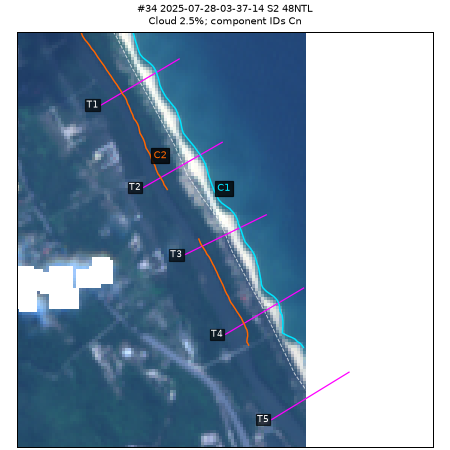 #34 2025-07-28-03-37-14 S2 48NTL
Cloud 2.5%; component IDs Cn
T1
C2
T2
C1
T3
T4
T5